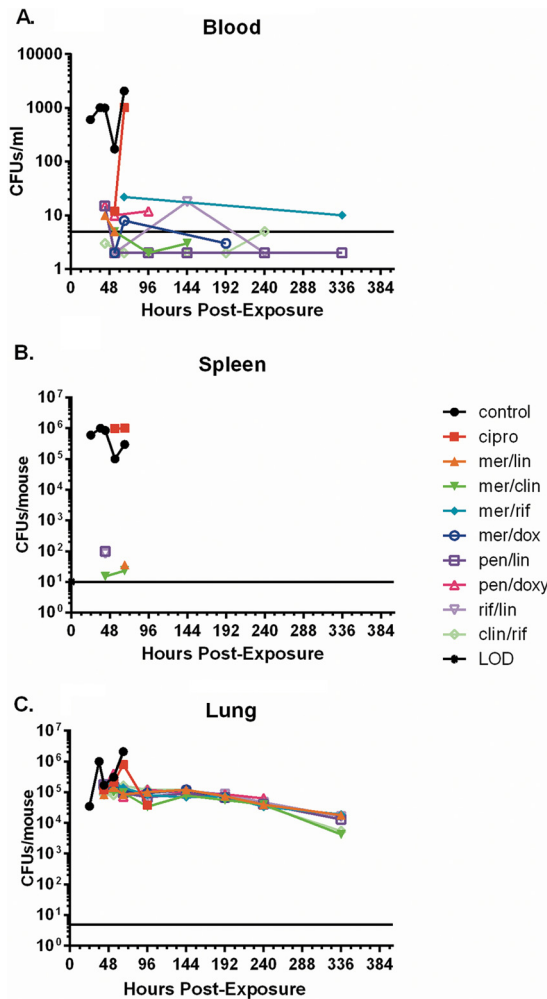 A.
Blood
CFUs/ml
10000
1000
100
10
1
0 48 96 144 192 240 288 336 384
Hours Post-Exposure
B.
Spleen
CFUs/mouse
10⁷
10⁶
10⁵
10⁴
10³
10²
10¹
10⁰
0 48 96 144 192 240 288 336 384
Hours Post-Exposure
control
cipro
mer/lin
mer/clin
mer/rif
mer/dox
pen/lin
pen/doxy
rif/lin
clin/rif
LOD
C.
Lung
CFUs/mouse
10⁷
10⁶
10⁵
10⁴
10³
10²
10¹
10⁰
0 48 96 144 192 240 288 336 384
Hours Post-Exposure